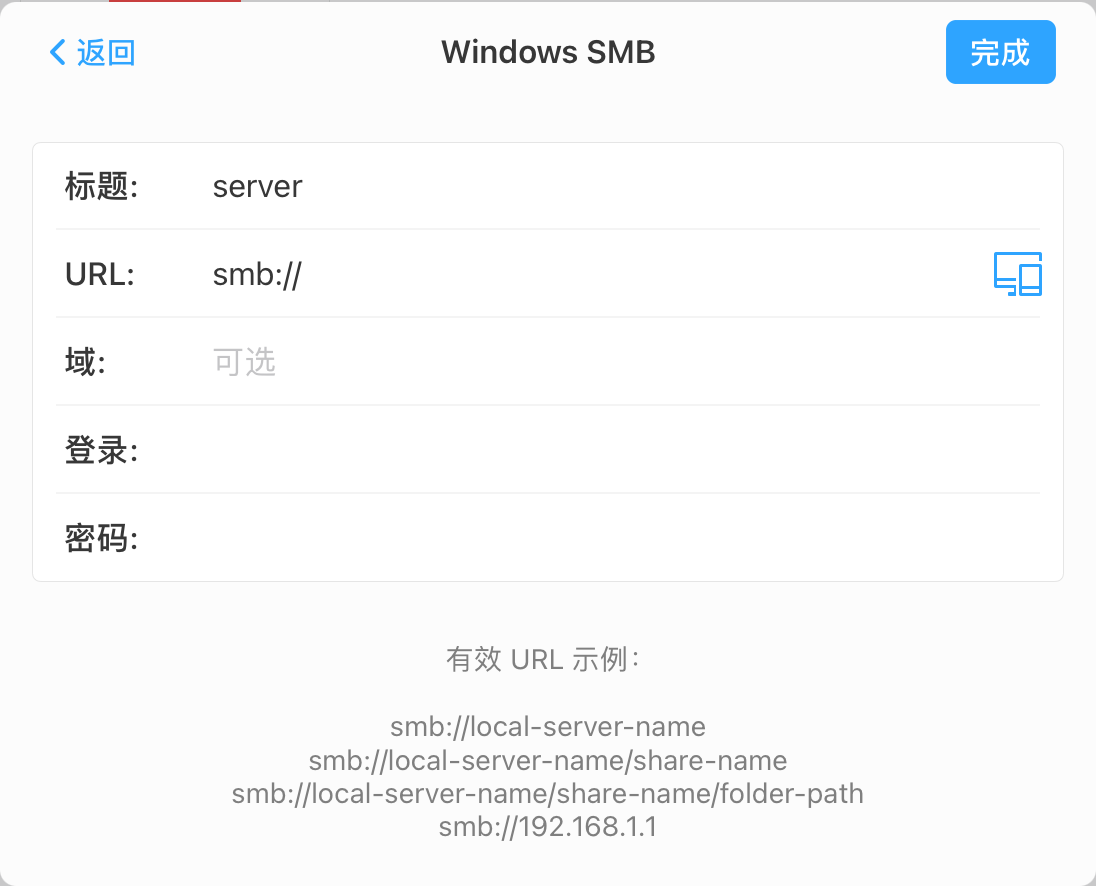 返回
Windows SMB
完成
标题: server
URL: smb://
域: 可选
登录:
密码:
有效 URL 示例：
smb://local-server-name
smb://local-server-name/share-name
smb://local-server-name/share-name/folder-path
smb://192.168.1.1